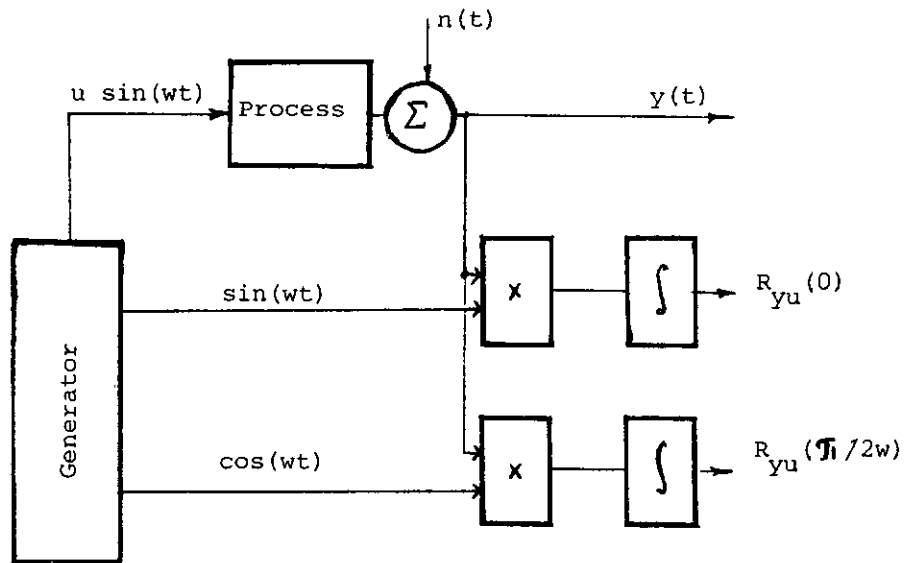 n(t)
u sin(wt)
Process
Σ
y(t)
sin(wt)
x
∫
R_yu(0)
Generator
cos(wt)
x
∫
R_yu(π/2w)